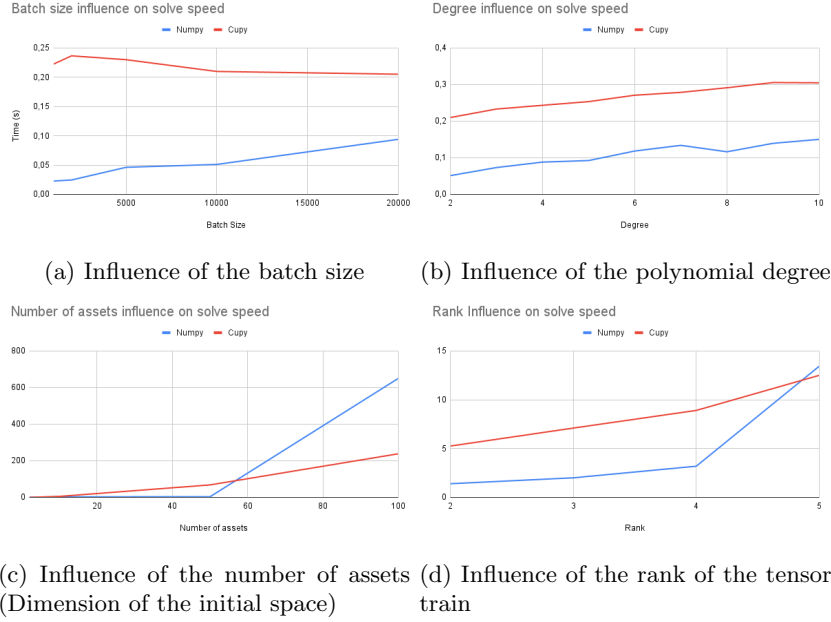 Batch size influence on solve speed
Numpy Cupy
0,25
0,20
0,15
0,10
0,05
0,00
Time (s)
5000 10000 15000 20000
Batch Size
(a) Influence of the batch size
Degree influence on solve speed
Numpy Cupy
0,4
0,3
0,2
0,1
0,0
2 4 6 8 10
Degree
(b) Influence of the polynomial degree
Number of assets influence on solve speed
Numpy Cupy
800
600
400
200
0
20 40 60 80 100
Number of assets
(c) Influence of the number of assets
(Dimension of the initial space)
Rank Influence on solve speed
Numpy Cupy
15
10
5
0
2 3 4 5
Rank
(d) Influence of the rank of the tensor
train